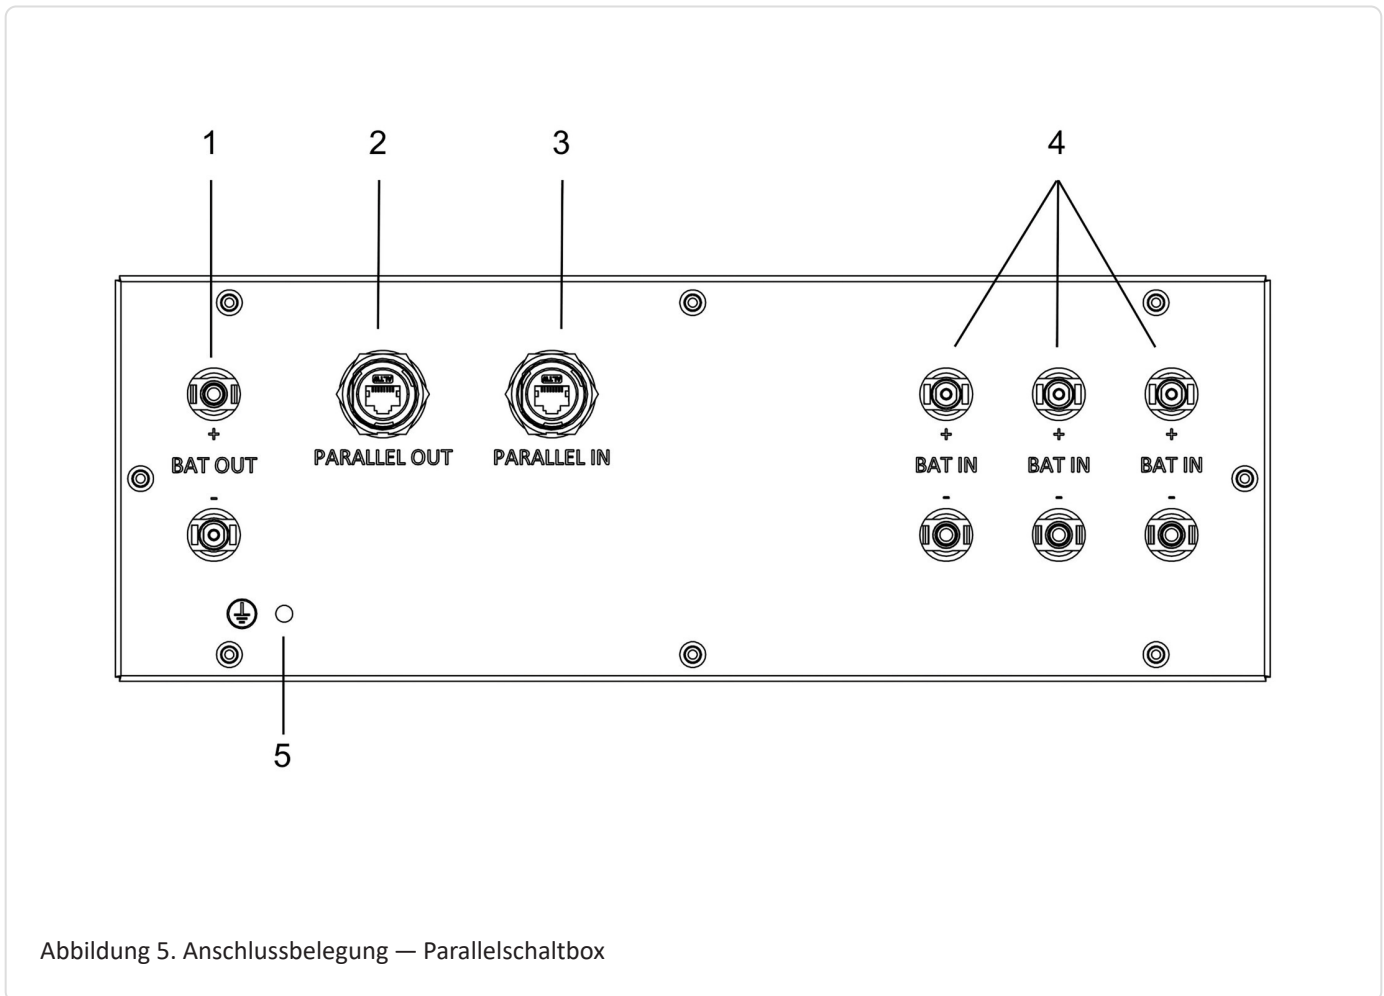 1 2 3 4
+ + + +
BAT OUT PARALLEL OUT PARALLEL IN BAT IN BAT IN BAT IN
- - - -
5
Abbildung 5. Anschlussbelegung — Parallelschaltbox